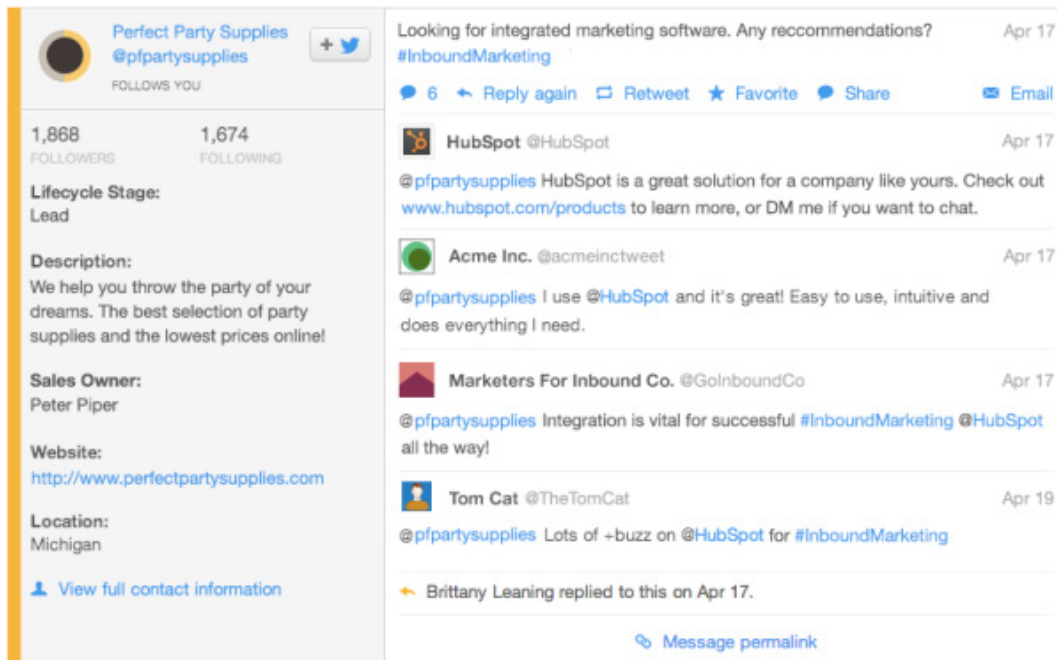 Perfect Party Supplies
@pfpartysupplies
FOLLOWS YOU
+
1,868 1,674
FOLLOWERS FOLLOWING
Lifecycle Stage:
Lead
Description:
We help you throw the party of your
dreams. The best selection of party
supplies and the lowest prices online!
Sales Owner:
Peter Piper
Website:
http://www.perfectpartysupplies.com
Location:
Michigan
View full contact information
Looking for integrated marketing software. Any reccommendations? Apr 17
#InboundMarketing
6 Reply again Retweet Favorite Share Email
HubSpot @HubSpot Apr 17
@pfpartysupplies HubSpot is a great solution for a company like yours. Check out
www.hubspot.com/products to learn more, or DM me if you want to chat.
Acme Inc. @acmeinctweet Apr 17
@pfpartysupplies I use @HubSpot and it's great! Easy to use, intuitive and
does everything I need.
Marketers For Inbound Co. @GoInboundCo Apr 17
@pfpartysupplies Integration is vital for successful #InboundMarketing @HubSpot
all the way!
Tom Cat @TheTomCat Apr 19
@pfpartysupplies Lots of +buzz on @HubSpot for #InboundMarketing
Brittany Leaning replied to this on Apr 17.
Message permalink